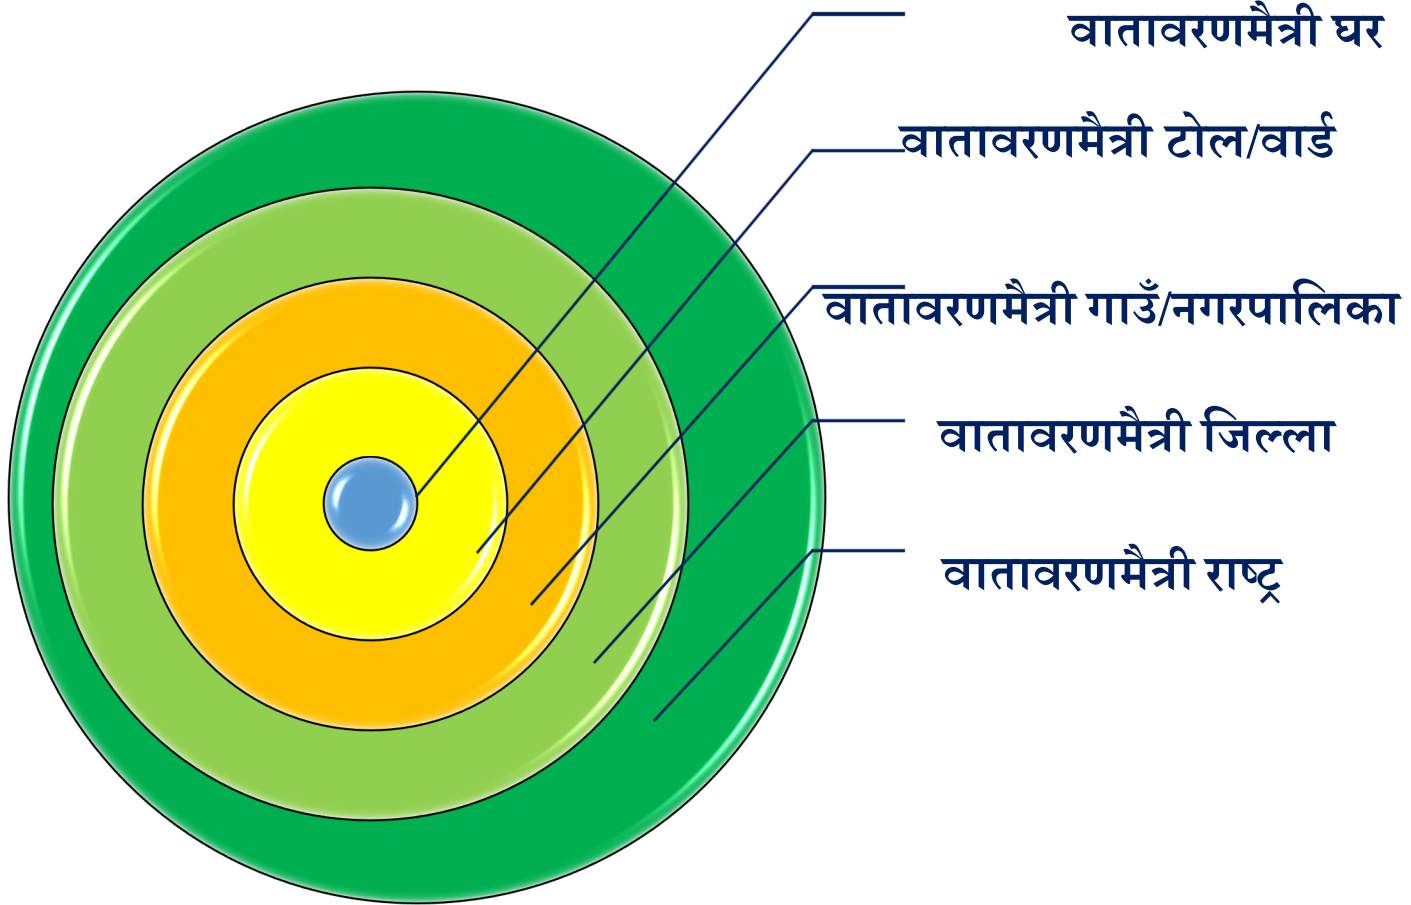 वातावरणमैत्री घर
वातावरणमैत्री टोल/वार्ड
वातावरणमैत्री गाउँ/नगरपालिका
वातावरणमैत्री जिल्ला
वातावरणमैत्री राष्ट्र